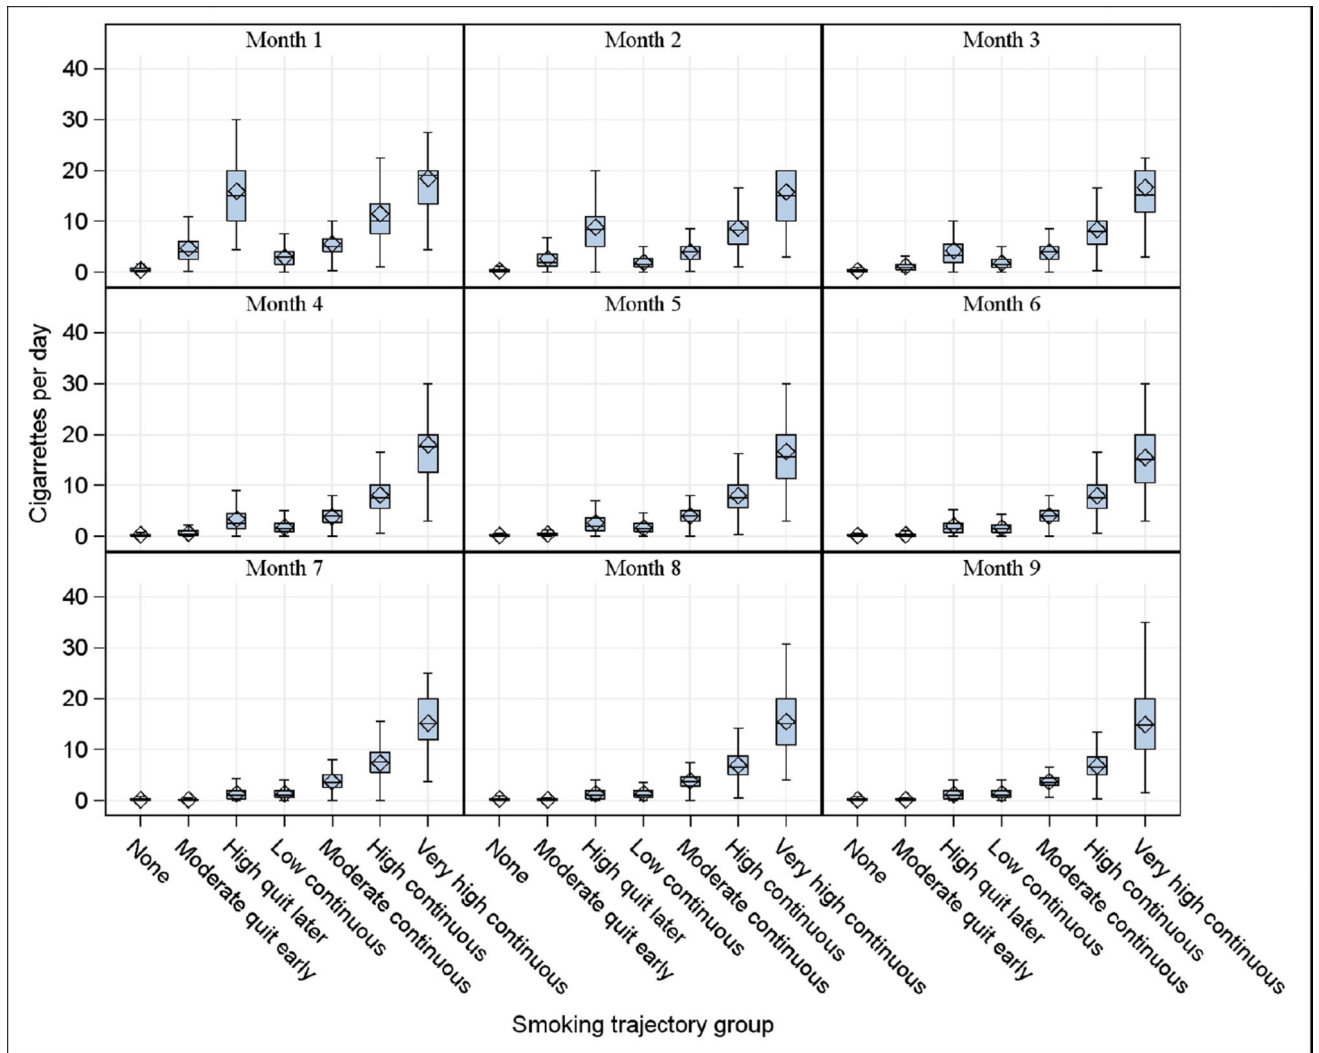 Month 1
Month 2
Month 3
40
30
20
10
0
Month 4
Month 5
Month 6
40
30
20
10
0
Month 7
Month 8
Month 9
40
30
20
10
0
Cigarrettes per day
None
Moderate quit early
High quit later
Low continuous
Moderate continuous
High continuous
Very high continuous
None
Moderate quit early
High quit later
Low continuous
Moderate continuous
High continuous
Very high continuous
None
Moderate quit early
High quit later
Low continuous
Moderate continuous
High continuous
Very high continuous
Smoking trajectory group